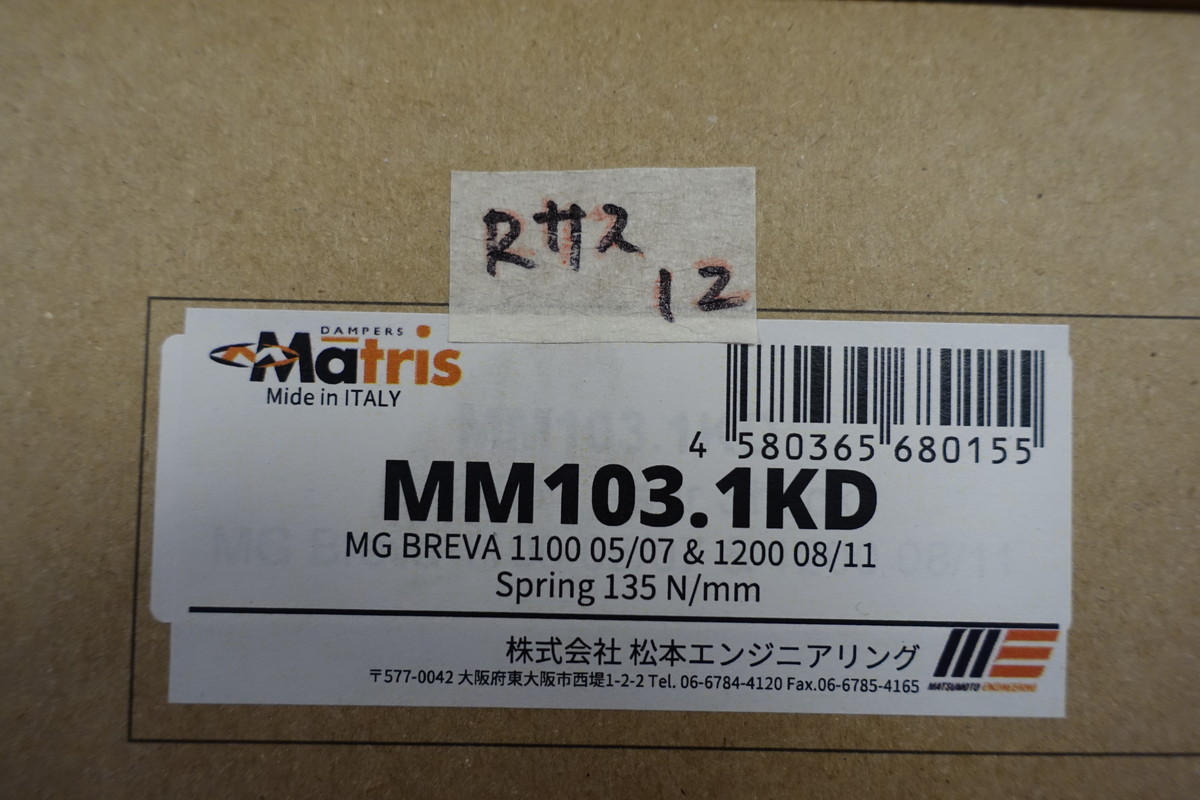 Rサス
12
DAMPERS
Matris
Mide in ITALY
4 580365 680155
MM103.1KD
MG BREVA 1100 05/07 & 1200 08/11
Spring 135 N/mm
株式会社 松本エンジニアリング
〒577-0042 大阪府東大阪市西堤1-2-2 Tel. 06-6784-4120 Fax.06-6785-4165
MATSUMOTO ENGINEERING